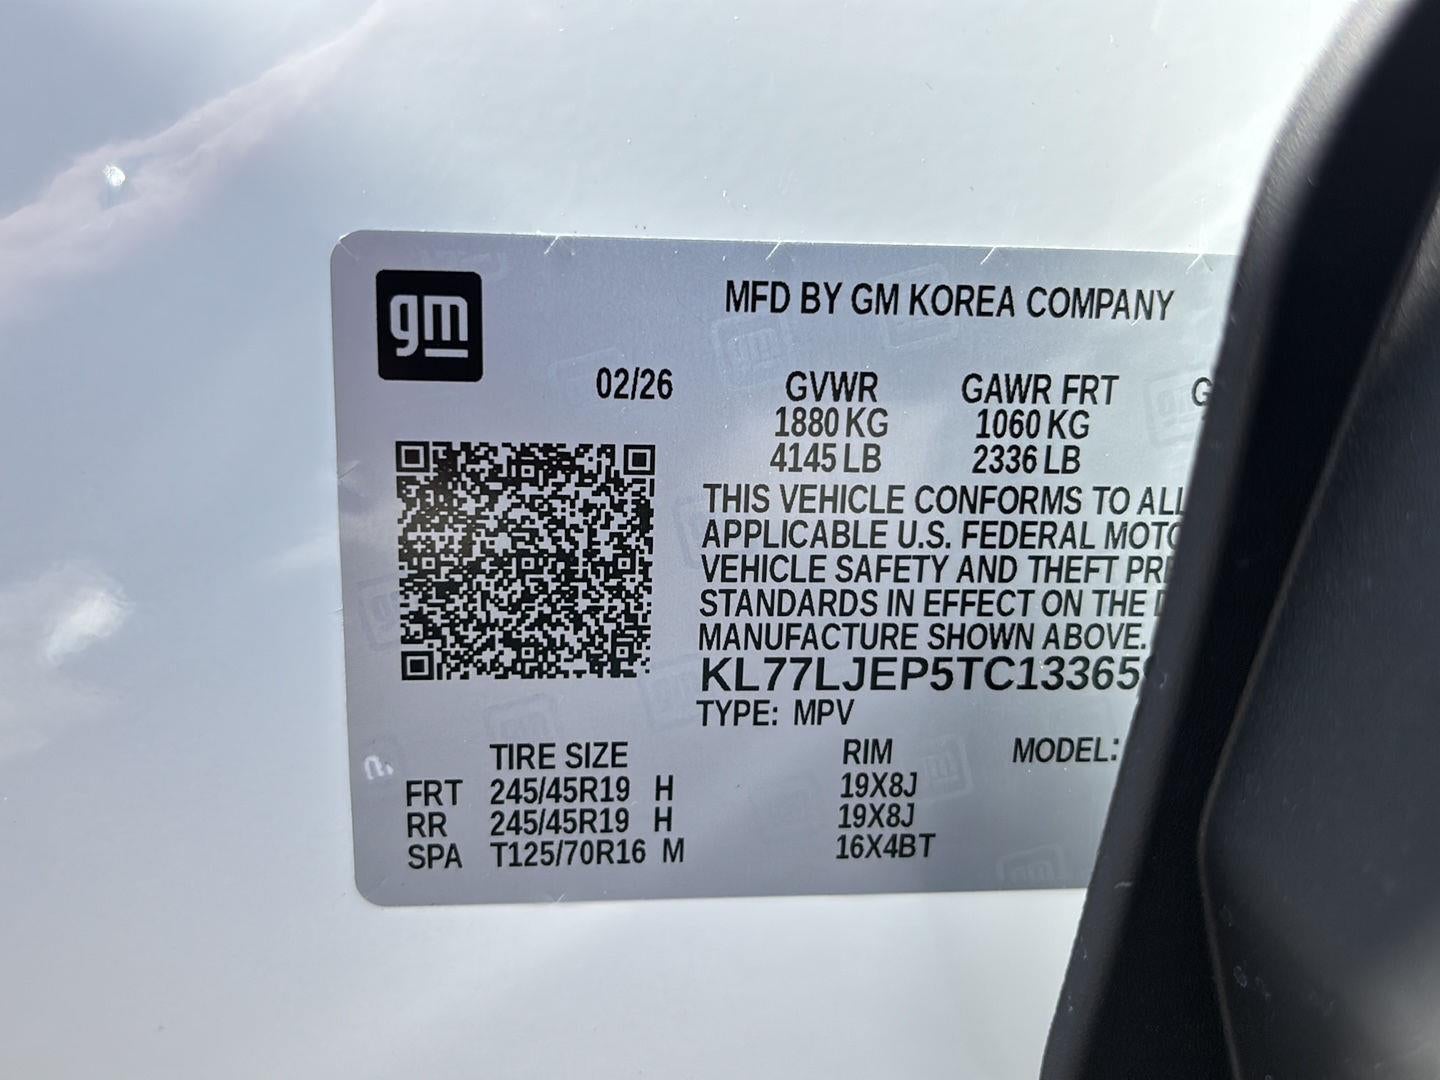 gm
MFD BY GM KOREA COMPANY
02/26 GVWR GAWR FRT
1880 KG 1060 KG
4145 LB 2336 LB
THIS VEHICLE CONFORMS TO ALL
APPLICABLE U.S. FEDERAL
VEHICLE SAFETY AND THEFT
STANDARDS IN EFFECT ON THE
MANUFACTURE SHOWN ABOVE.
KL77LJEP5TC13365
TYPE: MPV
TIRE SIZE RIM MODEL:
FRT 245/45R19 H 19X8J
RR 245/45R19 H 19X8J
SPA T125/70R16 M 16X4BT